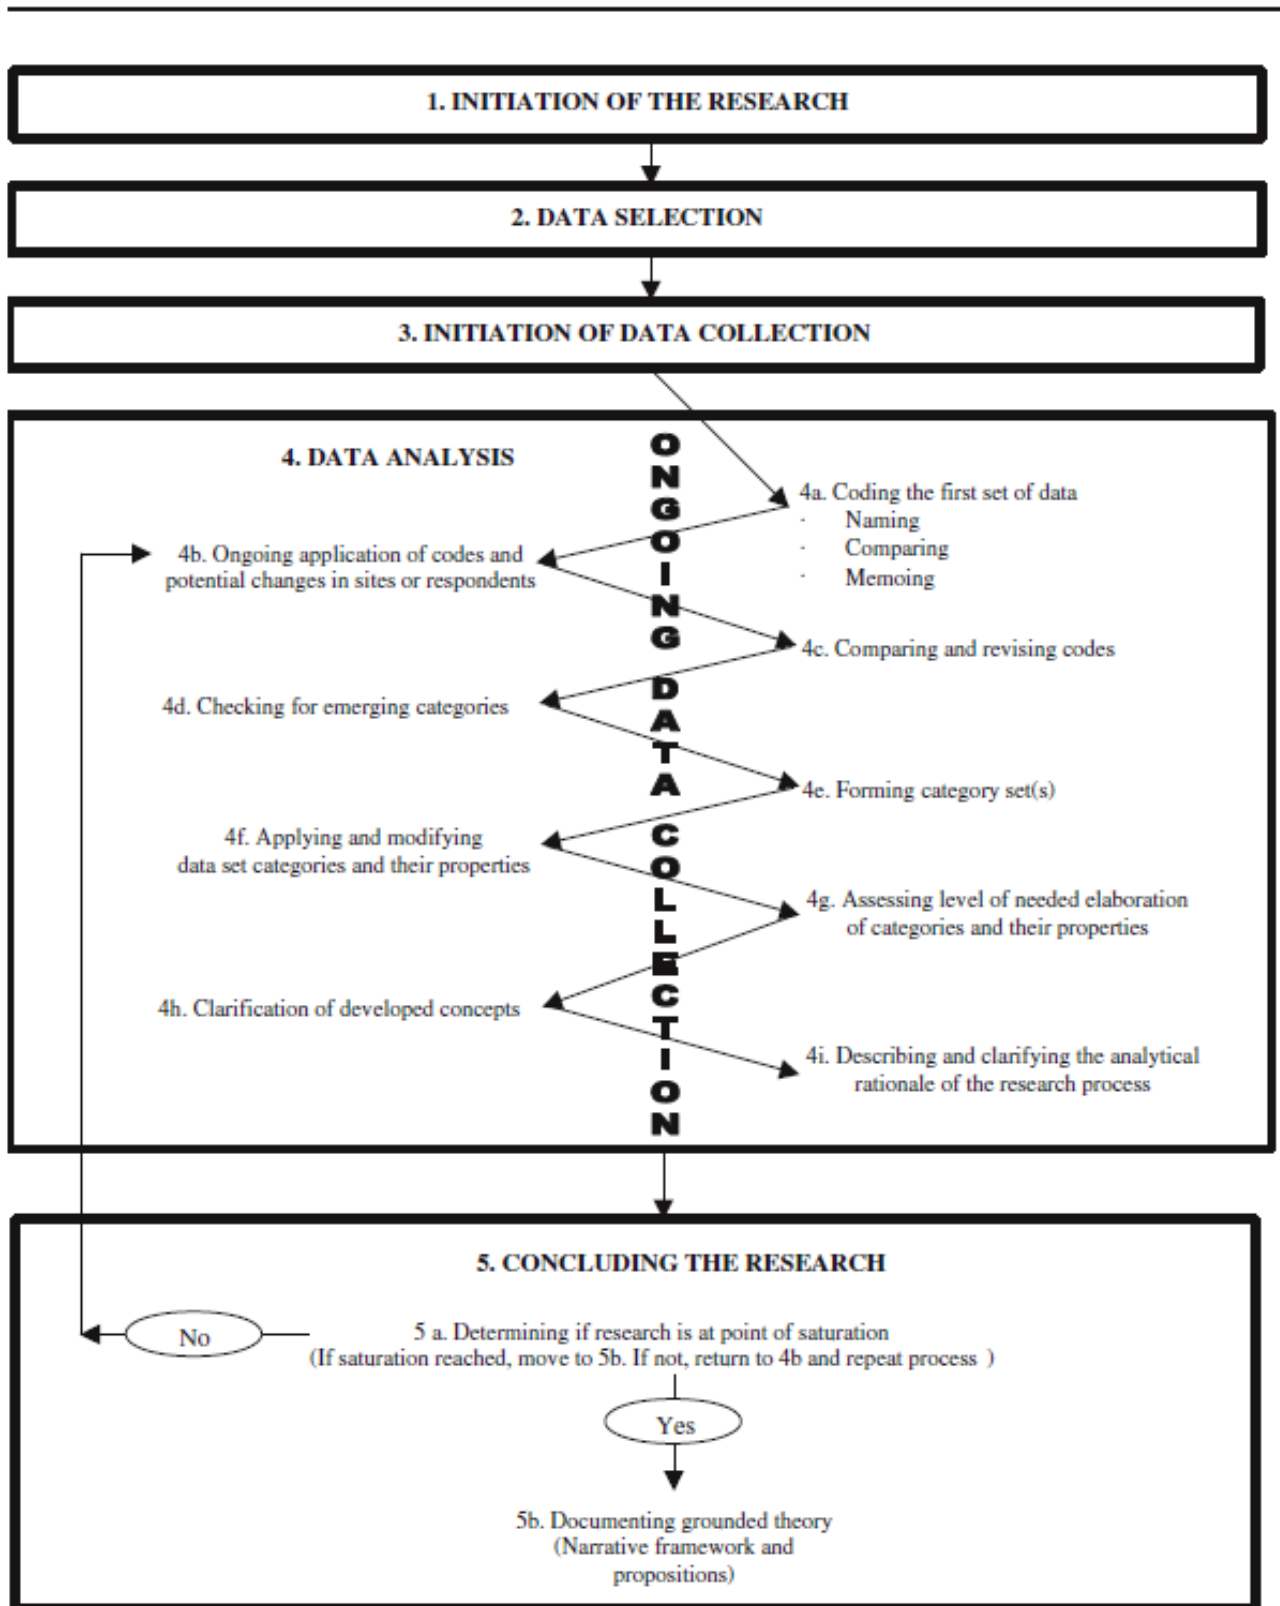 1. INITIATION OF THE RESEARCH
2. DATA SELECTION
3. INITIATION OF DATA COLLECTION
4. DATA ANALYSIS
ONGOING DATA COLLECTION
4a. Coding the first set of data
· Naming
· Comparing
· Memoing
4b. Ongoing application of codes and
potential changes in sites or respondents
4c. Comparing and revising codes
4d. Checking for emerging categories
4e. Forming category set(s)
4f. Applying and modifying
data set categories and their properties
4g. Assessing level of needed elaboration
of categories and their properties
4h. Clarification of developed concepts
4i. Describing and clarifying the analytical
rationale of the research process
5. CONCLUDING THE RESEARCH
5 a. Determining if research is at point of saturation
(If saturation reached, move to 5b. If not, return to 4b and repeat process )
No
Yes
5b. Documenting grounded theory
(Narrative framework and
propositions)